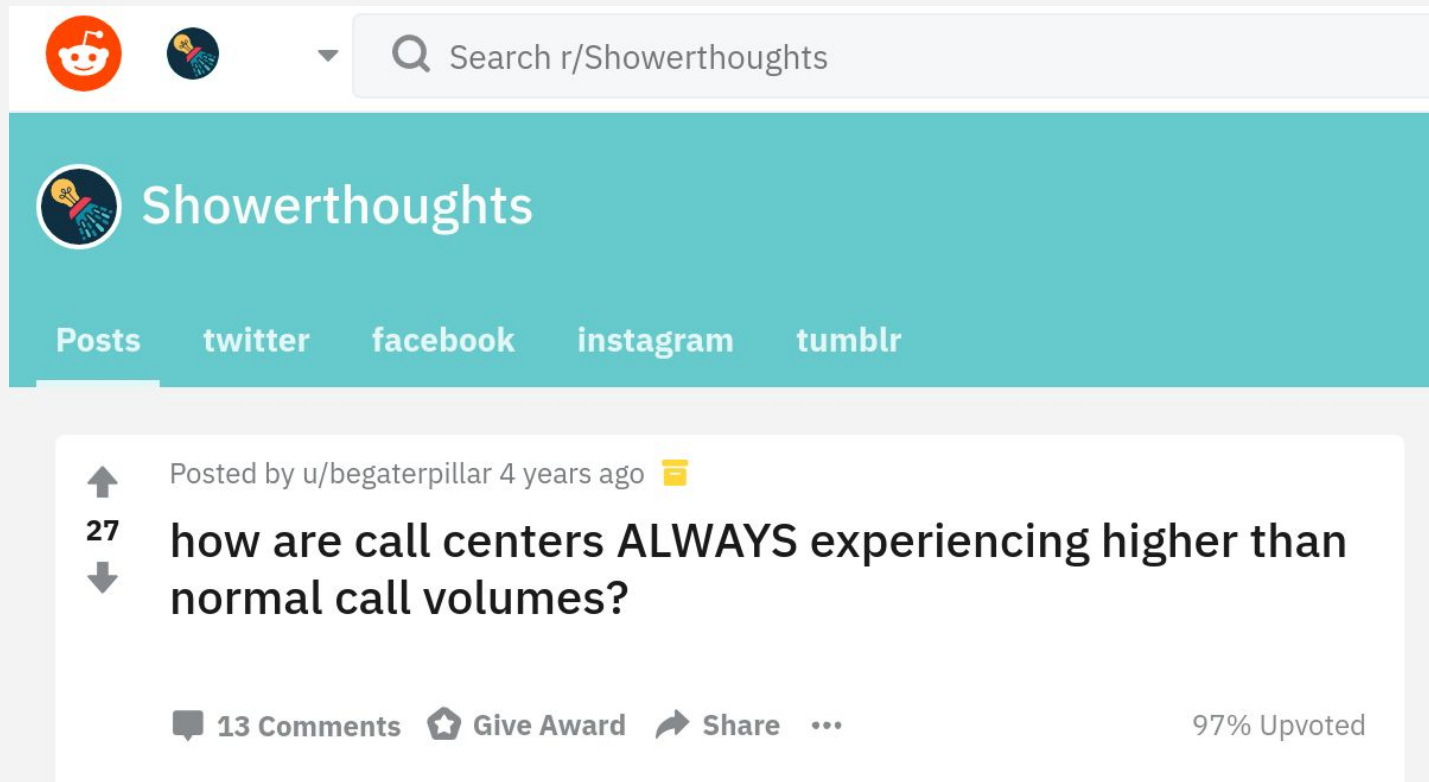 Search r/Showerthoughts
Showerthoughts
Posts twitter facebook instagram tumblr
Posted by u/begaterpillar 4 years ago
27
how are call centers ALWAYS experiencing higher than
normal call volumes?
13 Comments Give Award Share ••• 97% Upvoted